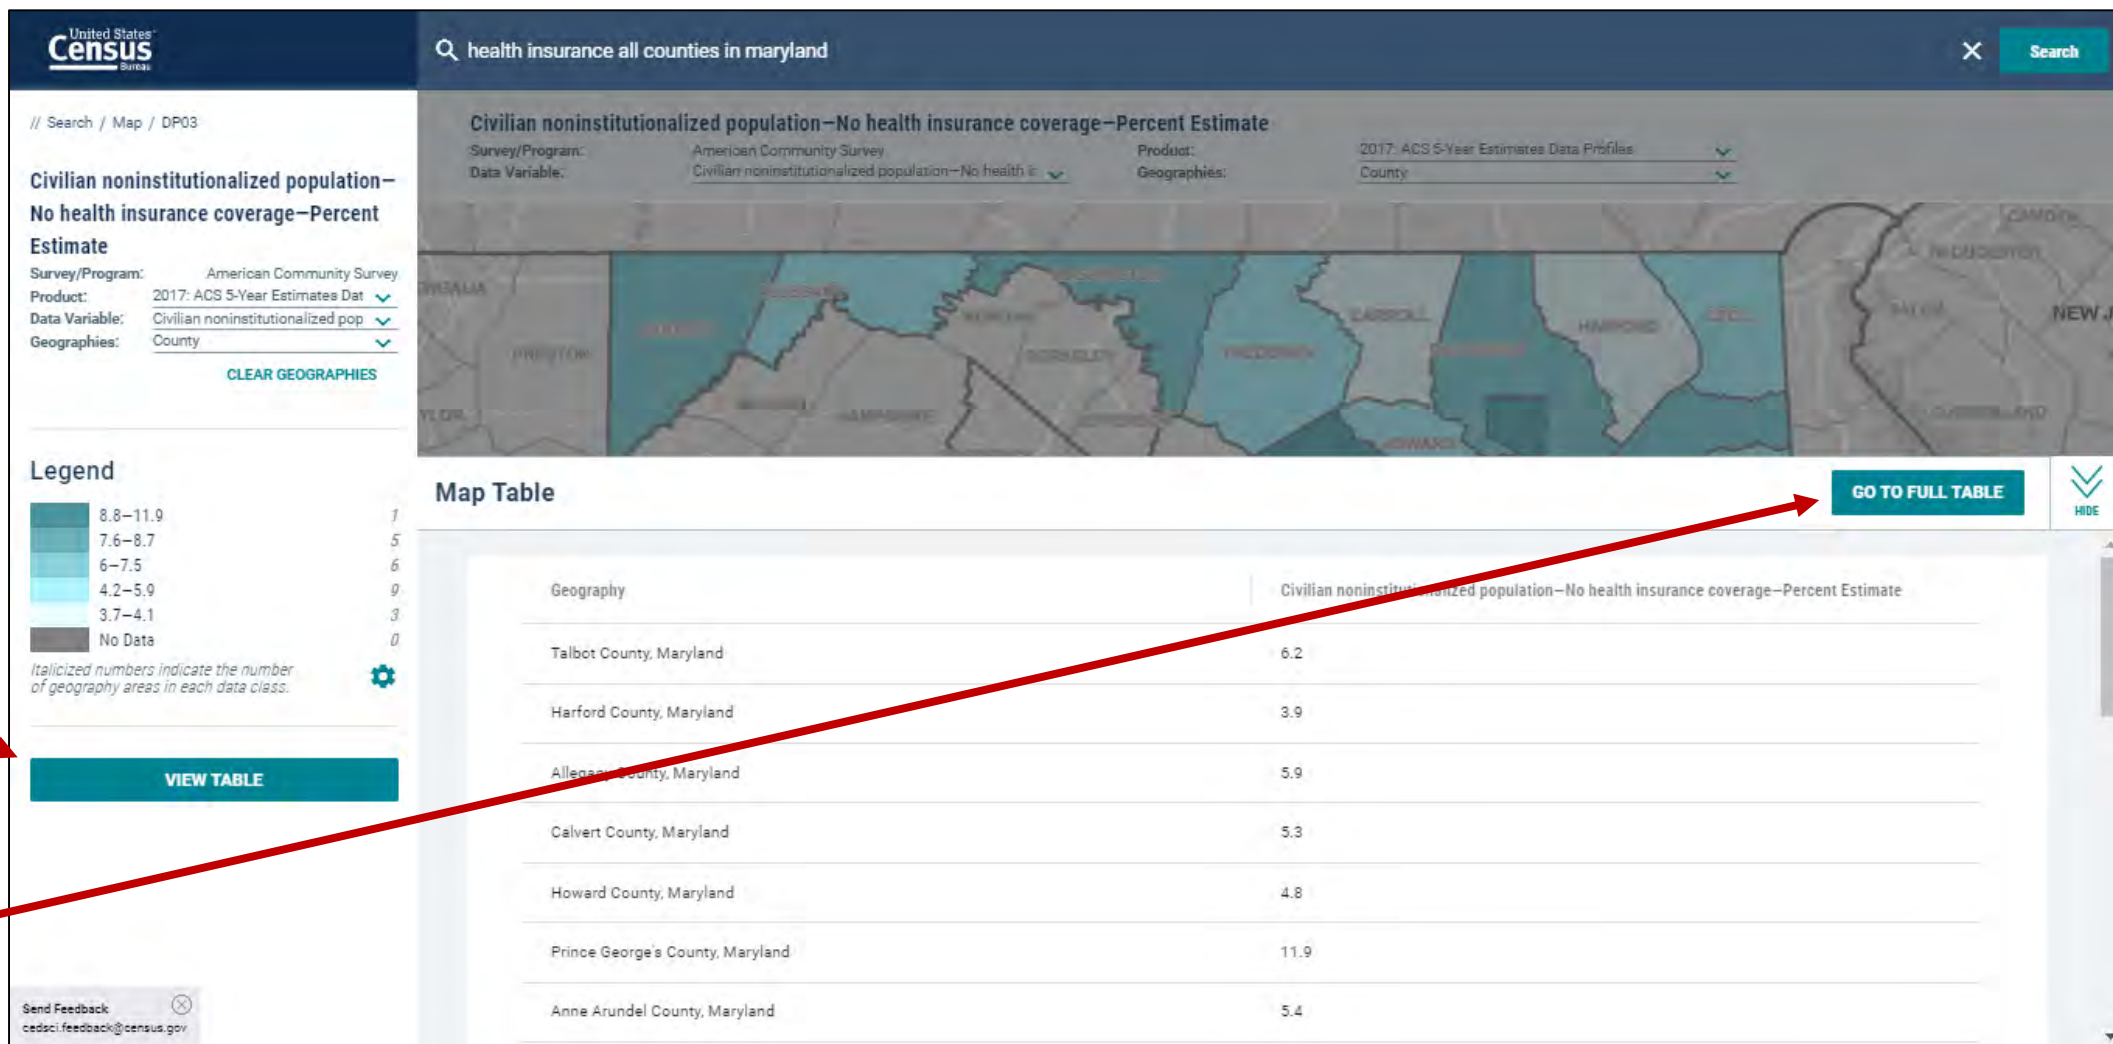 United States
Census
Bureau
health insurance all counties in maryland
Search
// Search / Map / DP03
Civilian noninstitutionalized population—
No health insurance coverage—Percent
Estimate
Survey/Program: American Community Survey
Product: 2017: ACS 5-Year Estimates Dat
Data Variable: Civilian noninstitutionalized pop
Geographies: County
CLEAR GEOGRAPHIES
Legend
8.8—11.9 1
7.6—8.7 5
6—7.5 6
4.2—5.9 9
3.7—4.1 3
No Data 0
Italicized numbers indicate the number
of geography areas in each data class.
VIEW TABLE
Send Feedback
cedsci.feedback@census.gov
Civilian noninstitutionalized population—No health insurance coverage—Percent Estimate
Survey/Program: American Community Survey Product: 2017: ACS 5-Year Estimates Data Profiles
Data Variable: Civilian noninstitutionalized population—No health i Geographies: County
CAMDEN
NEW J
PRESTON
CARROLL
HARFORD
CECIL
FREDERICK
BERKELEY
HAMPSHIRE
YLOR
HOWARD
CUMBERLAND
Map Table
GO TO FULL TABLE
HIDE
Geography Civilian noninstitutionalized population—No health insurance coverage—Percent Estimate
Talbot County, Maryland 6.2
Harford County, Maryland 3.9
Allegany County, Maryland 5.9
Calvert County, Maryland 5.3
Howard County, Maryland 4.8
Prince George's County, Maryland 11.9
Anne Arundel County, Maryland 5.4